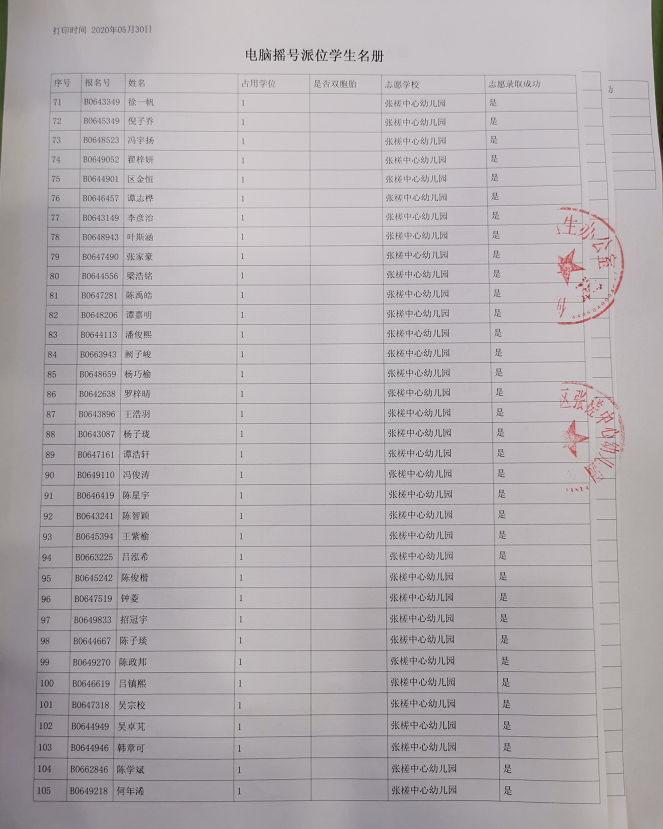 打印时间 2020年05月30日
电脑摇号派位学生名册
序号 报名号 姓名 占用学位 是否双胞胎 志愿学校 志愿录取成功
71 B0643349 徐一帆 1 张槎中心幼儿园 是
72 B0645349 倪子乔 1 张槎中心幼儿园 是
73 B0648523 冯宇扬 1 张槎中心幼儿园 是
74 B0649052 翟梓妍 1 张槎中心幼儿园 是
75 B0644901 区金恒 1 张槎中心幼儿园 是
76 B0646457 谭志桦 1 张槎中心幼儿园 是
77 B0643149 李彦治 1 张槎中心幼儿园 是
78 B0648943 叶斯涵 1 张槎中心幼儿园 是
79 B0647490 张家豪 1 张槎中心幼儿园 是
80 B0644556 梁浩铭 1 张槎中心幼儿园 是
81 B0647281 陈禹皓 1 张槎中心幼儿园 是
82 B0648206 谭嘉明 1 张槎中心幼儿园 是
83 B0644113 潘俊熙 1 张槎中心幼儿园 是
84 B0663943 阙子峻 1 张槎中心幼儿园 是
85 B0648659 杨巧榆 1 张槎中心幼儿园 是
86 B0642638 罗梓晴 1 张槎中心幼儿园 是
87 B0643896 王浩羽 1 张槎中心幼儿园 是
88 B0643087 杨子珑 1 张槎中心幼儿园 是
89 B0647161 谭浩轩 1 张槎中心幼儿园 是
90 B0649110 冯俊涛 1 张槎中心幼儿园 是
91 B0646419 陈星宇 1 张槎中心幼儿园 是
92 B0643241 陈智颖 1 张槎中心幼儿园 是
93 B0645394 王紫榆 1 张槎中心幼儿园 是
94 B0663225 吕泓希 1 张槎中心幼儿园 是
95 B0645242 陈俊楷 1 张槎中心幼儿园 是
96 B0647519 钟菱 1 张槎中心幼儿园 是
97 B0649833 招冠宇 1 张槎中心幼儿园 是
98 B0644667 陈子琰 1 张槎中心幼儿园 是
99 B0649270 陈政邦 1 张槎中心幼儿园 是
100 B0646619 吕镇熙 1 张槎中心幼儿园 是
101 B0647318 吴宗校 1 张槎中心幼儿园 是
102 B0644949 吴卓芃 1 张槎中心幼儿园 是
103 B0644946 韩章可 1 张槎中心幼儿园 是
104 B0662846 陈学斌 1 张槎中心幼儿园 是
105 B0649218 何年浠 1 张槎中心幼儿园 是
生办公室
区张槎中心幼儿园